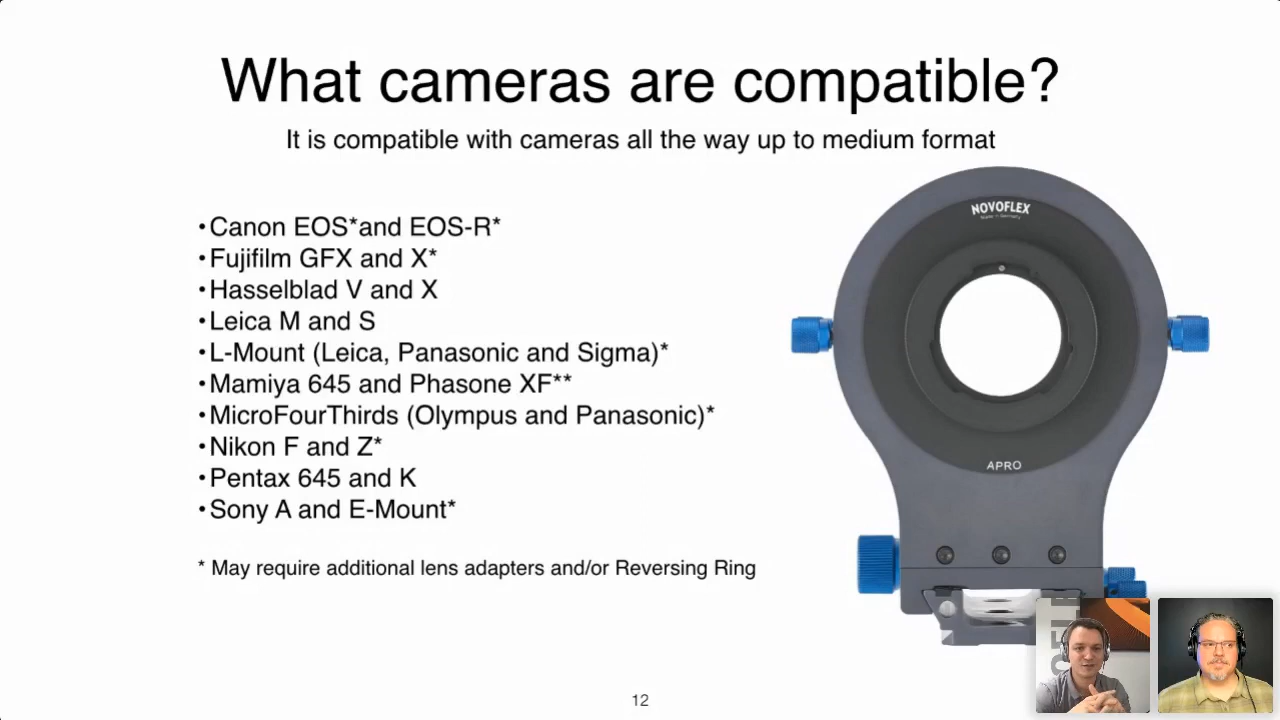 What cameras are compatible?
It is compatible with cameras all the way up to medium format
NOVOFLEX
•Canon EOS*and EOS-R*
•Fujifilm GFX and X*
•Hasselblad V and X
•Leica M and S
•L-Mount (Leica, Panasonic and Sigma)*
•Mamiya 645 and Phasone XF**
•MicroFourThirds (Olympus and Panasonic)*
•Nikon F and Z*
•Pentax 645 and K
•Sony A and E-Mount*
APRO
* May require additional lens adapters and/or Reversing Ring
12